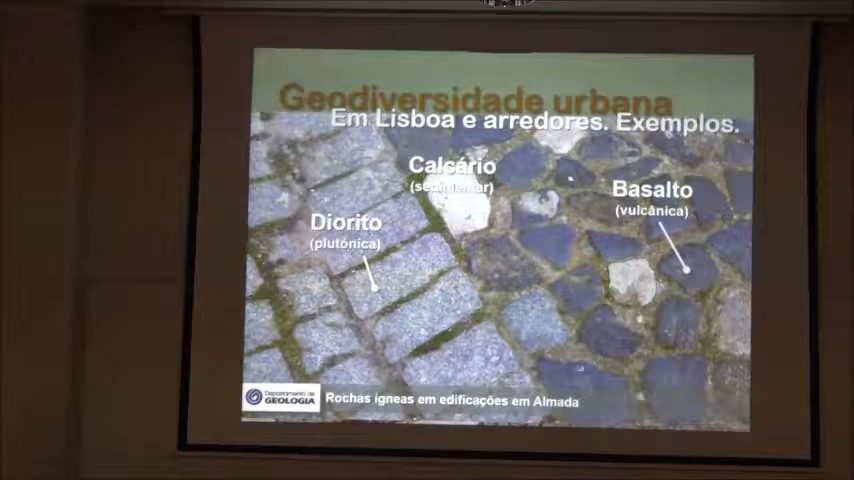 Geodiversidade urbana
Em Lisboa e arredores. Exemplos.
Calcário
(sedimentar)
Basalto
(vulcânica)
Diorito
(plutónica)
Departamento de
GEOLOGIA
Rochas ígneas em edificações em Almada